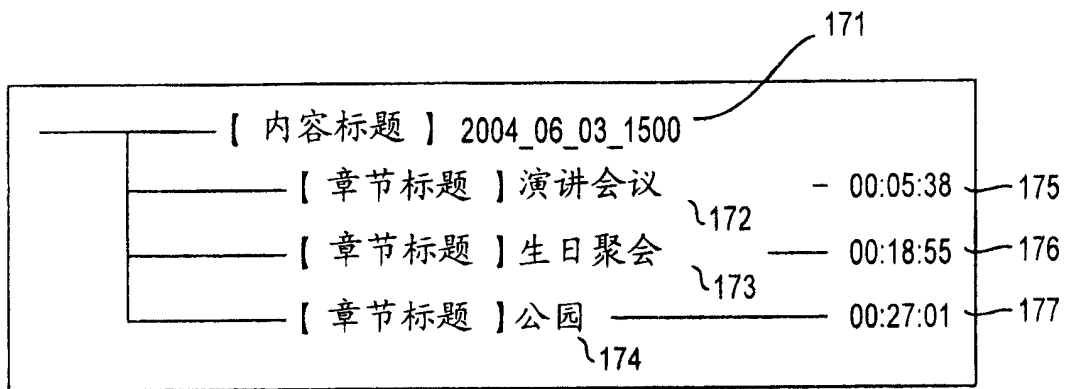 171
【 内容标题 】 2004_06_03_1500
【 章节标题 】演讲会议 - 00:05:38 175
172
【 章节标题 】生日聚会 00:18:55 176
173
【 章节标题 】公园 00:27:01 177
174